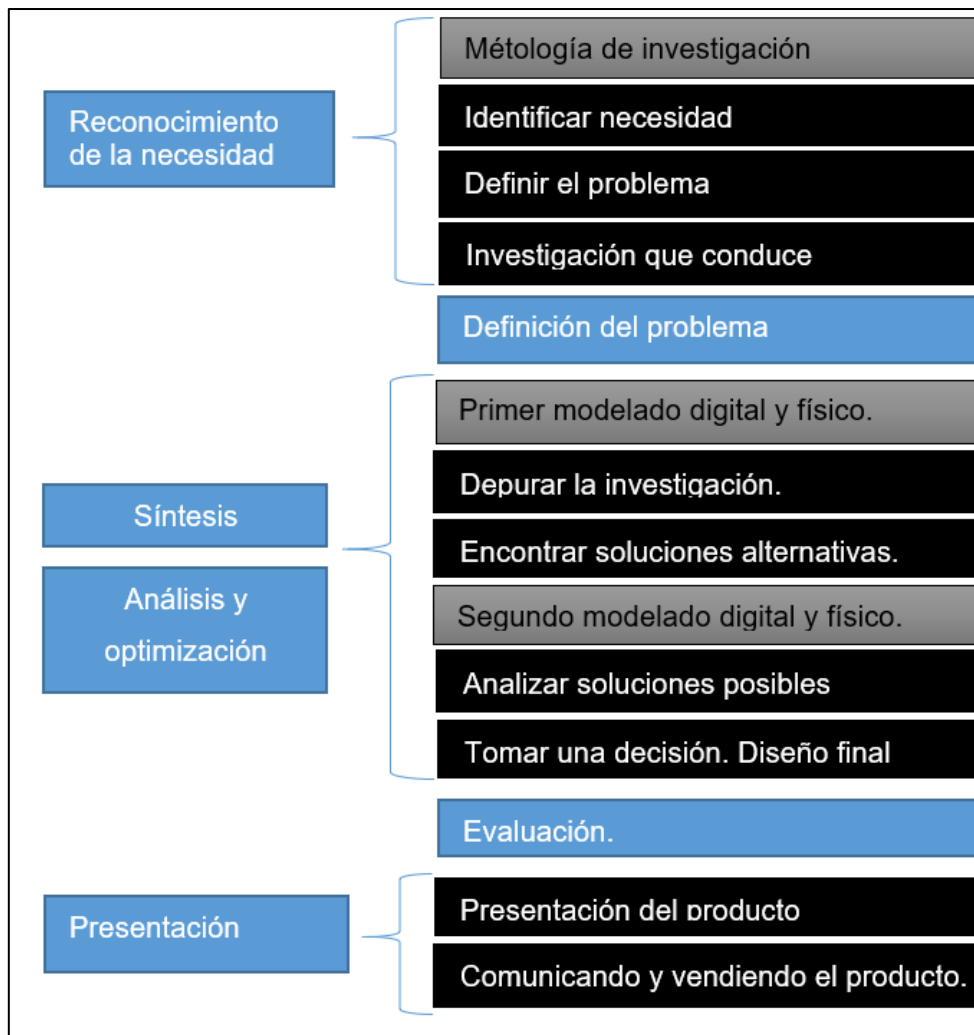 Métología de investigación
Reconocimiento
de la necesidad
Identificar necesidad
Definir el problema
Investigación que conduce
Definición del problema
Primer modelado digital y físico.
Depurar la investigación.
Síntesis
Encontrar soluciones alternativas.
Análisis y
optimización
Segundo modelado digital y físico.
Analizar soluciones posibles
Tomar una decisión. Diseño final
Evaluación.
Presentación
Presentación del producto
Comunicando y vendiendo el producto.